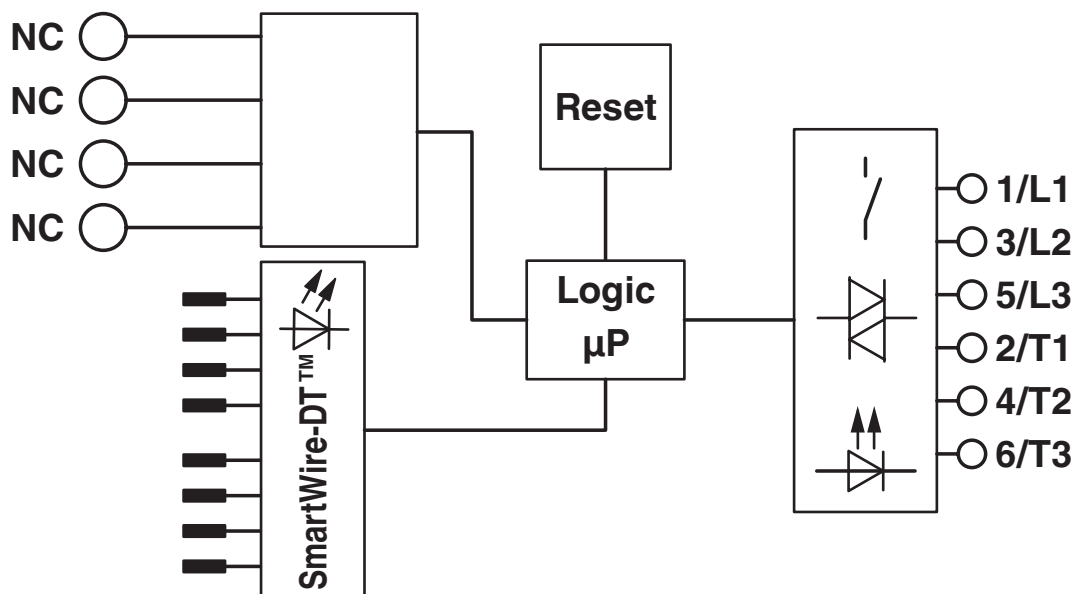 NC
NC
NC
NC
Reset
Logic
µP
SmartWire-DT™
1/L1
3/L2
5/L3
2/T1
4/T2
6/T3